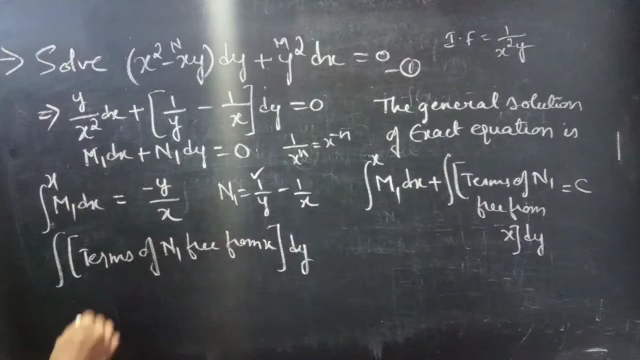 → Solve (x² - xy)dy + y²dx = 0 —①
N M
I.F = 1/x²y
⇒ y/x² dx + [1/y - 1/x]dy = 0
M₁dx + N₁dy = 0
1/xⁿ = x⁻ⁿ
∫ˣ M₁dx = -y/x
N₁ = 1/y - 1/x
✓
∫[Terms of N₁ free from x]dy
The general solution
of Exact equation is
∫ˣ M₁dx + ∫[Terms of N₁ = C
free from
x]dy